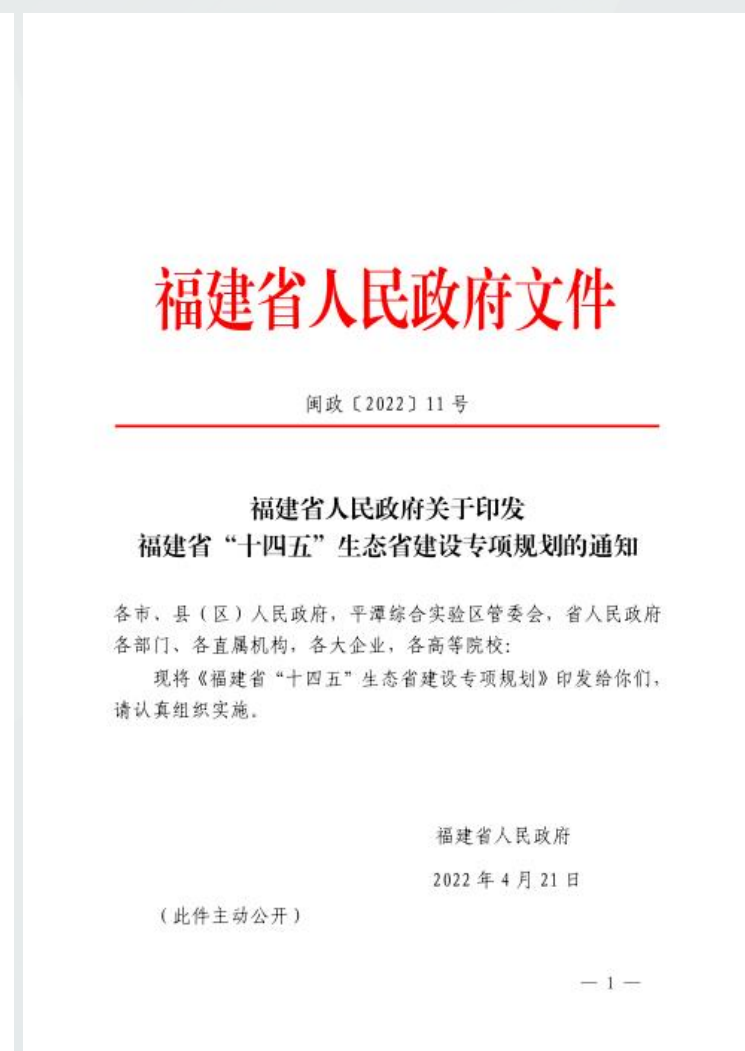 福建省人民政府文件
闽政〔2022〕11号
福建省人民政府关于印发
福建省“十四五”生态省建设专项规划的通知
各市、县（区）人民政府，平潭综合实验区管委会，省人民政府
各部门、各直属机构，各大企业，各高等院校：
现将《福建省“十四五”生态省建设专项规划》印发给你们，
请认真组织实施。
福建省人民政府
2022年4月21日
（此件主动公开）
— 1 —